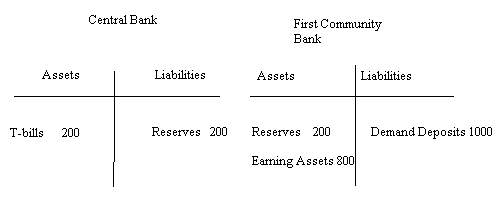 Central Bank
First Community
Bank
Assets Liabilities
Assets Liabilities
T-bills 200 Reserves 200
Reserves 200 Demand Deposits 1000
Earning Assets 800